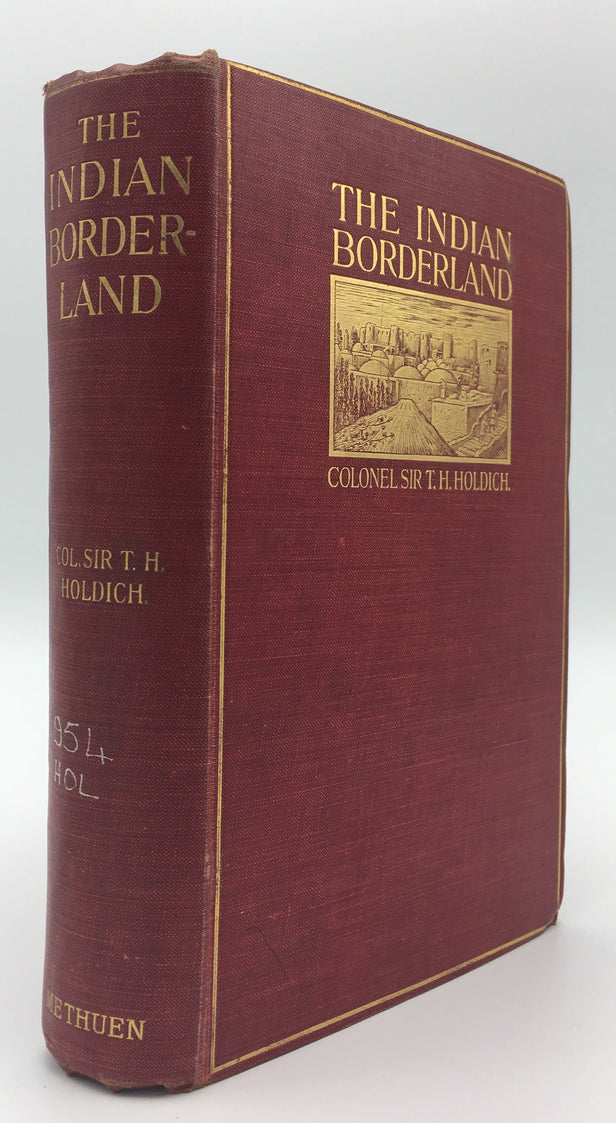 THE
INDIAN
BORDER-
LAND
COL. SIR T. H.
HOLDICH.
954
HOL
METHUEN
THE INDIAN
BORDERLAND
COLONEL SIR T. H. HOLDICH.